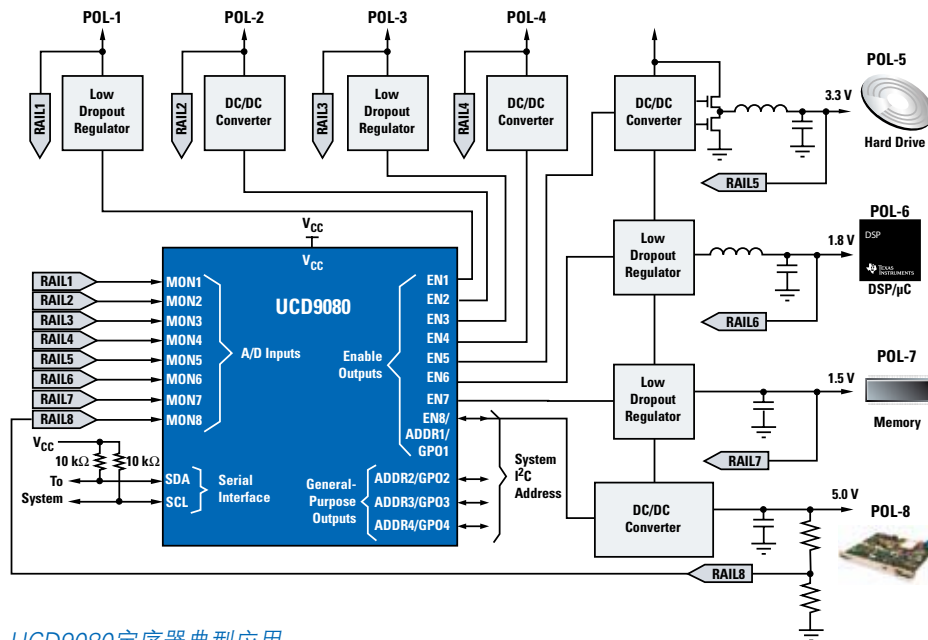 POL-1
POL-2
POL-3
POL-4
RAIL1
Low
Dropout
Regulator
RAIL2
DC/DC
Converter
RAIL3
Low
Dropout
Regulator
RAIL4
DC/DC
Converter
DC/DC
Converter
3.3 V
POL-5
Hard Drive
RAIL5
Low
Dropout
Regulator
1.8 V
POL-6
DSP
TEXAS
INSTRUMENTS
DSP/µC
RAIL6
Low
Dropout
Regulator
1.5 V
POL-7
Memory
RAIL7
DC/DC
Converter
5.0 V
POL-8
RAIL8
VCC
VCC
UCD9080
RAIL1
RAIL2
RAIL3
RAIL4
RAIL5
RAIL6
RAIL7
RAIL8
MON1
MON2
MON3
MON4
MON5
MON6
MON7
MON8
A/D Inputs
Enable
Outputs
EN1
EN2
EN3
EN4
EN5
EN6
EN7
EN8/
ADDR1/
GPO1
VCC
10 kΩ
10 kΩ
To
System
SDA
SCL
Serial
Interface
General-
Purpose
Outputs
ADDR2/GPO2
ADDR3/GPO3
ADDR4/GPO4
System
I²C
Address
UCD9080定序器典型应用